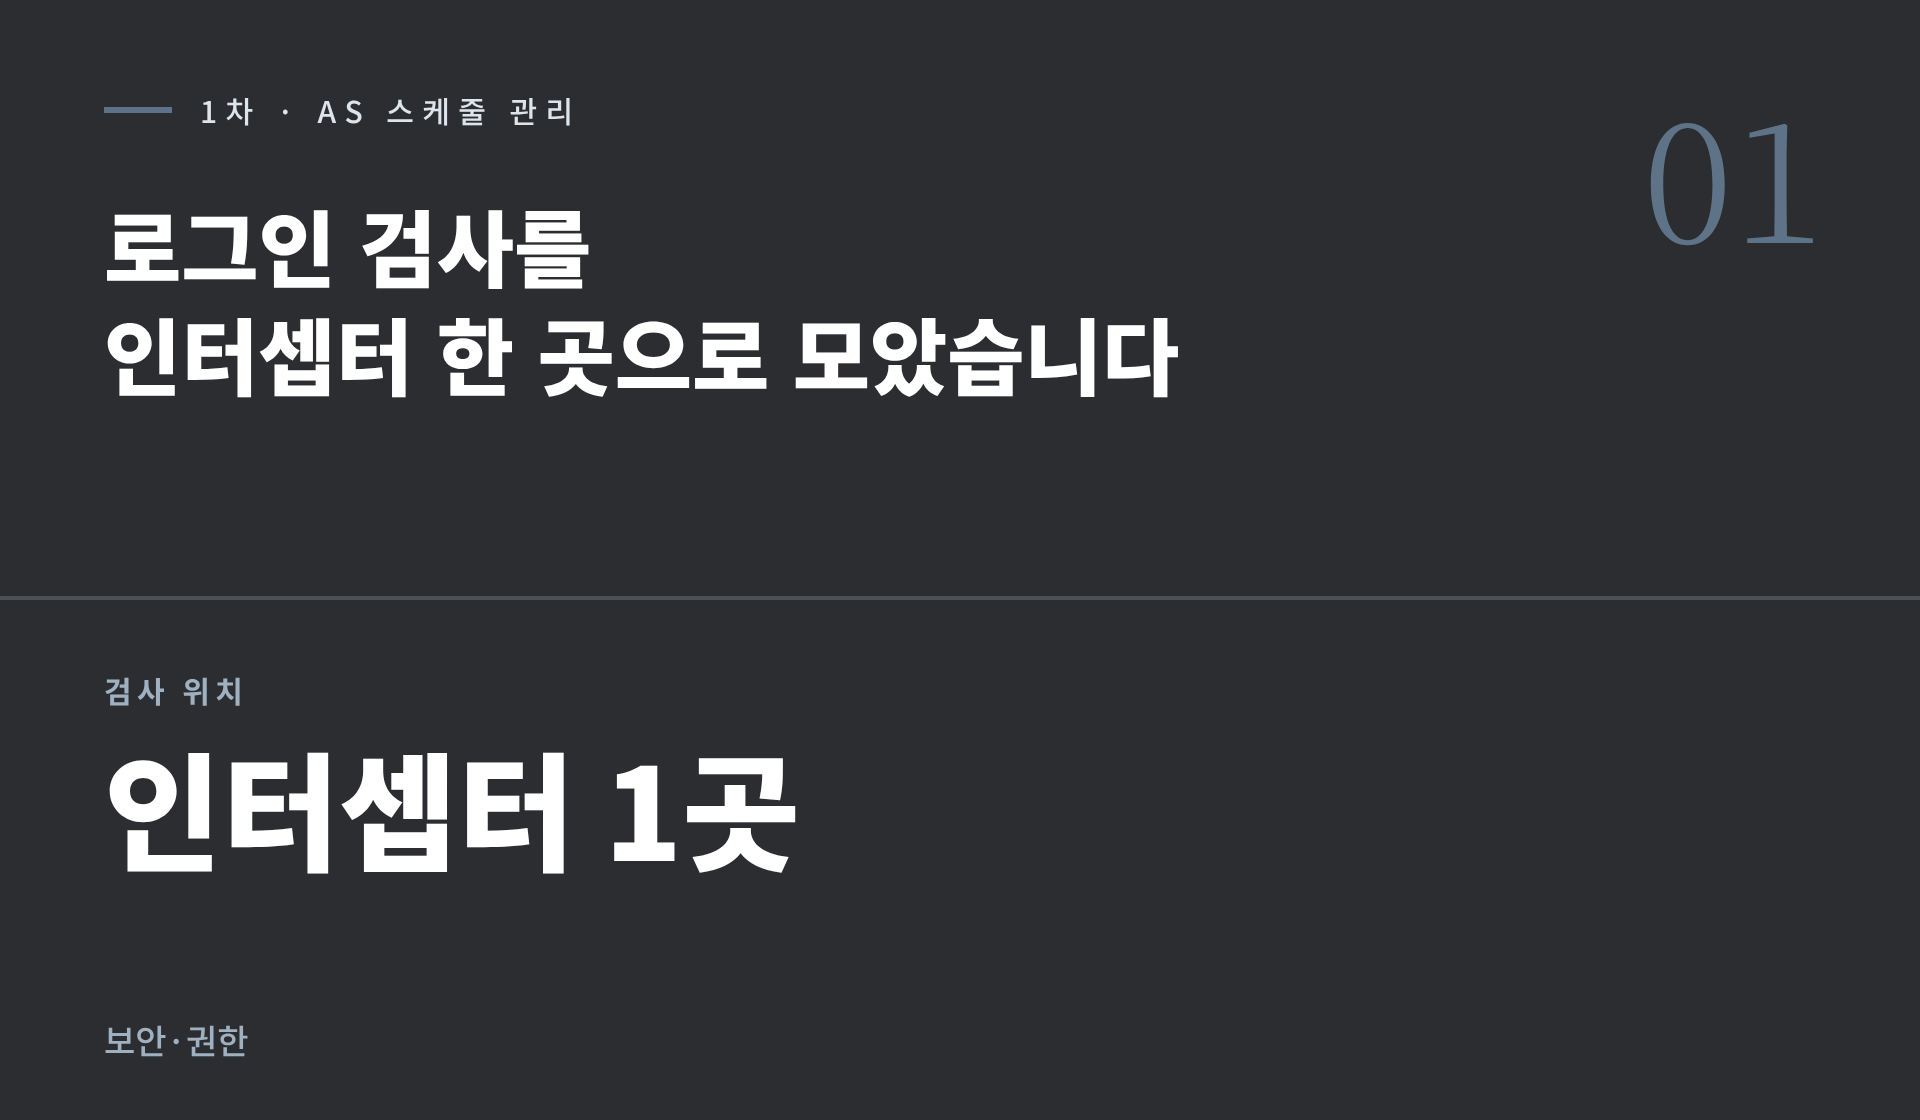 1차 · AS 스케줄 관리
01
로그인 검사를
인터셉터 한 곳으로 모았습니다
검사 위치
인터셉터 1곳
보안·권한